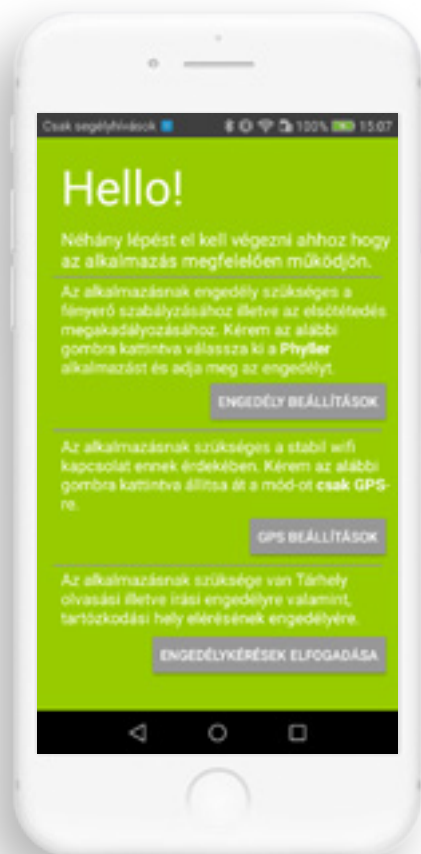 Csak segélyhívások 100% 15:07
Hello!
Néhány lépést el kell végezni ahhoz hogy
az alkalmazás megfelelően működjön.
Az alkalmazásnak engedély szükséges a
fényerő szabályzásához illetve az elsötétedés
megakadályozásához. Kérem az alábbi
gombra kattintva válassza ki a Phyller
alkalmazást és adja meg az engedélyt.
ENGEDÉLY BEÁLLÍTÁSOK
Az alkalmazásnak szükséges a stabil wifi
kapcsolat ennek érdekében. Kérem az alábbi
gombra kattintva állítsa át a mód-ot csak GPS-
re.
GPS BEÁLLÍTÁSOK
Az alkalmazásnak szüksége van Tárhely
olvasási illetve írási engedélyre valamint,
tartózkodási hely elérésének engedélyére.
ENGEDÉLYKÉRÉSEK ELFOGADÁSA